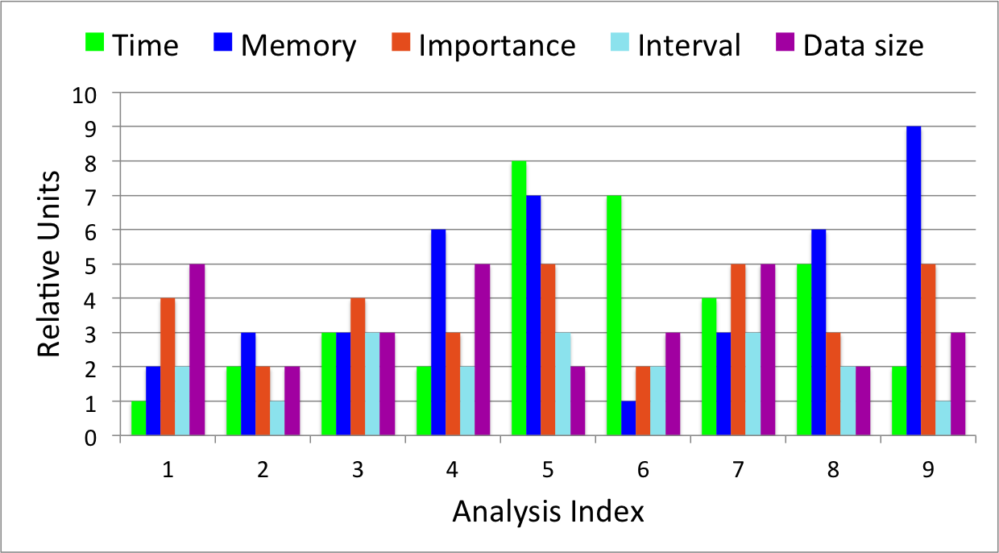 Time Memory Importance Interval Data size
10
9
8
7
6
5
4
3
2
1
0
Relative Units
1 2 3 4 5 6 7 8 9
Analysis Index